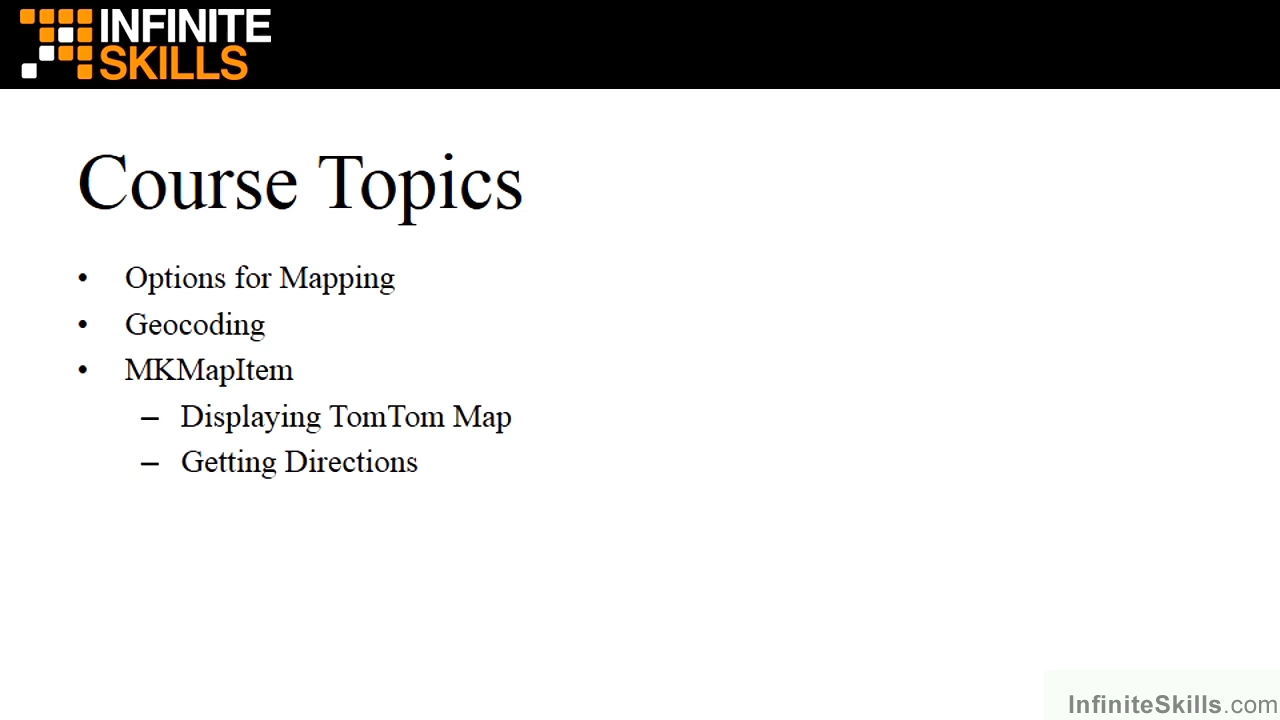 INFINITE
SKILLS
Course Topics
• Options for Mapping
• Geocoding
• MKMapItem
– Displaying TomTom Map
– Getting Directions
InfiniteSkills.com